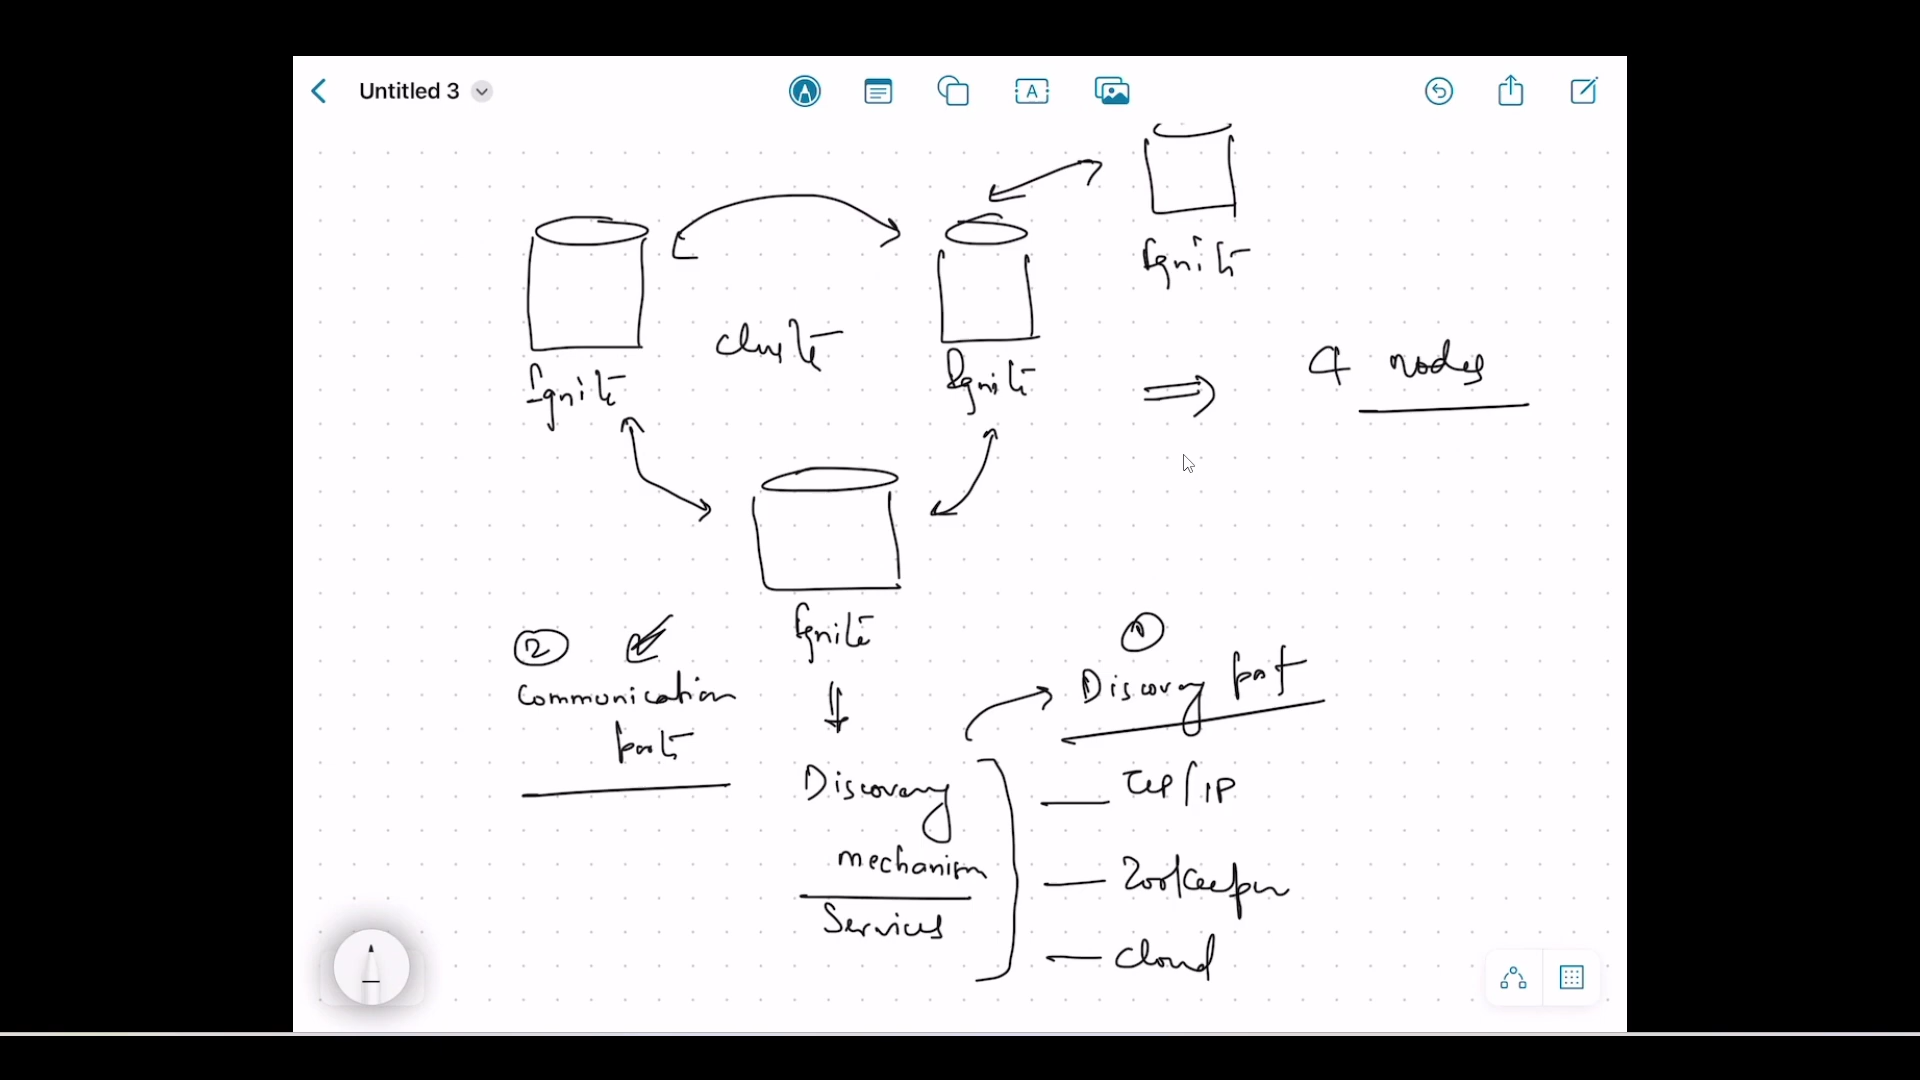 Untitled 3
A
Ignite
cluster
Ignite
Ignite
⇒ 4 nodes
Ignite
②
Communication
port
①
Discovery port
Discovery
mechanism
Services
— TCP/IP
— ZooKeeper
— cloud